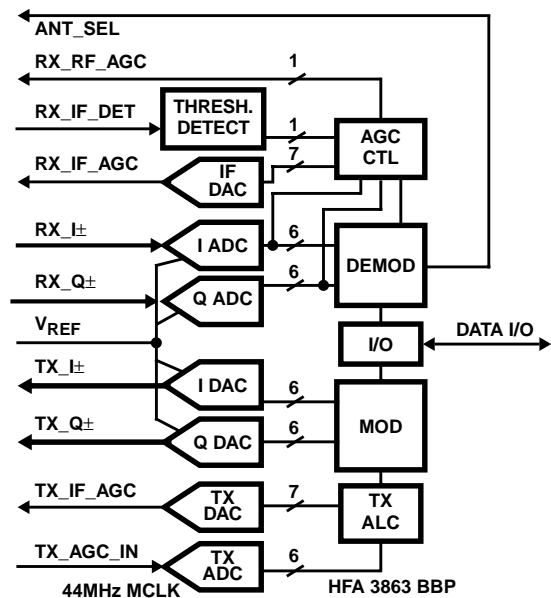 ANT_SEL
RX_RF_AGC
1
RX_IF_DET
THRESH.
DETECT
1
AGC
CTL
RX_IF_AGC
IF
DAC
7
RX_I±
I ADC
6
DEMOD
RX_Q±
Q ADC
6
VREF
I/O
DATA I/O
TX_I±
I DAC
6
MOD
TX_Q±
Q DAC
6
TX_IF_AGC
TX
DAC
7
TX
ALC
TX_AGC_IN
TX
ADC
6
44MHz MCLK
HFA 3863 BBP